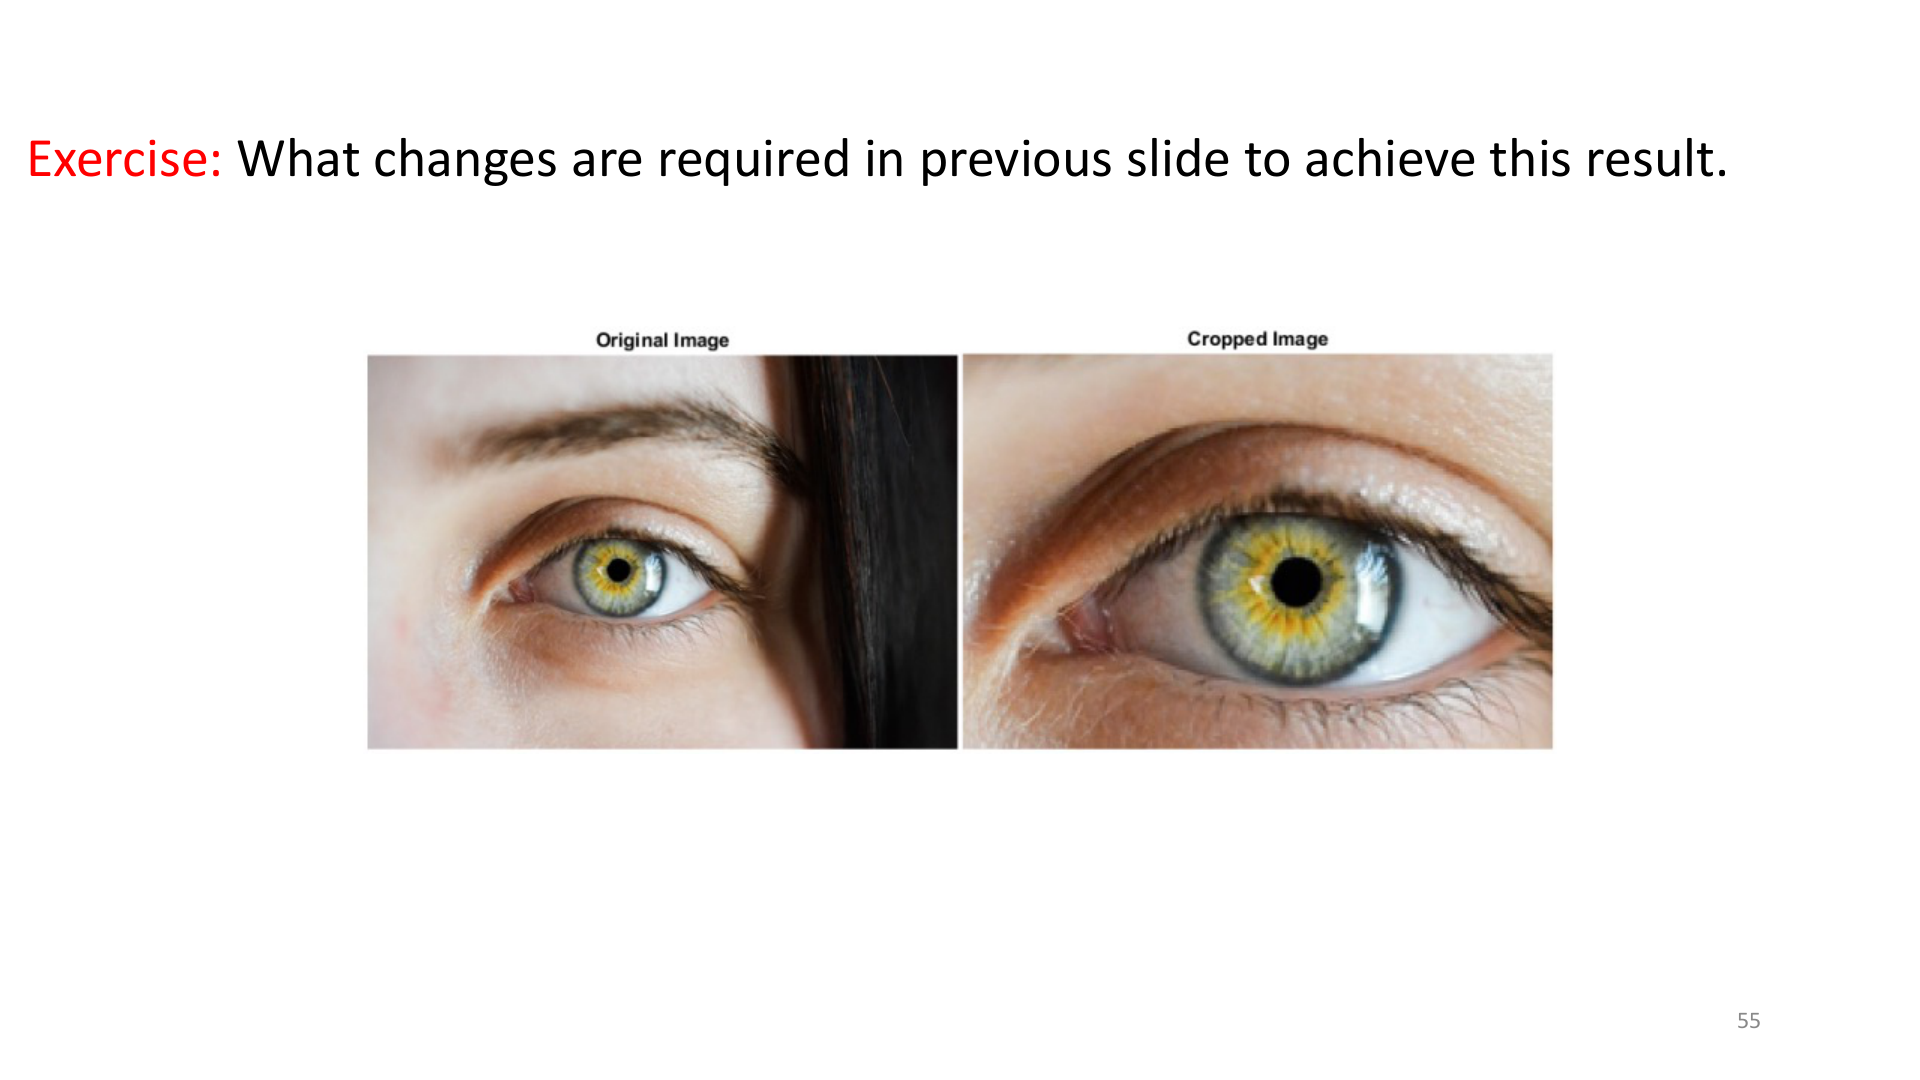 Exercise: What changes are required in previous slide to achieve this result.
Original Image
Cropped Image
55